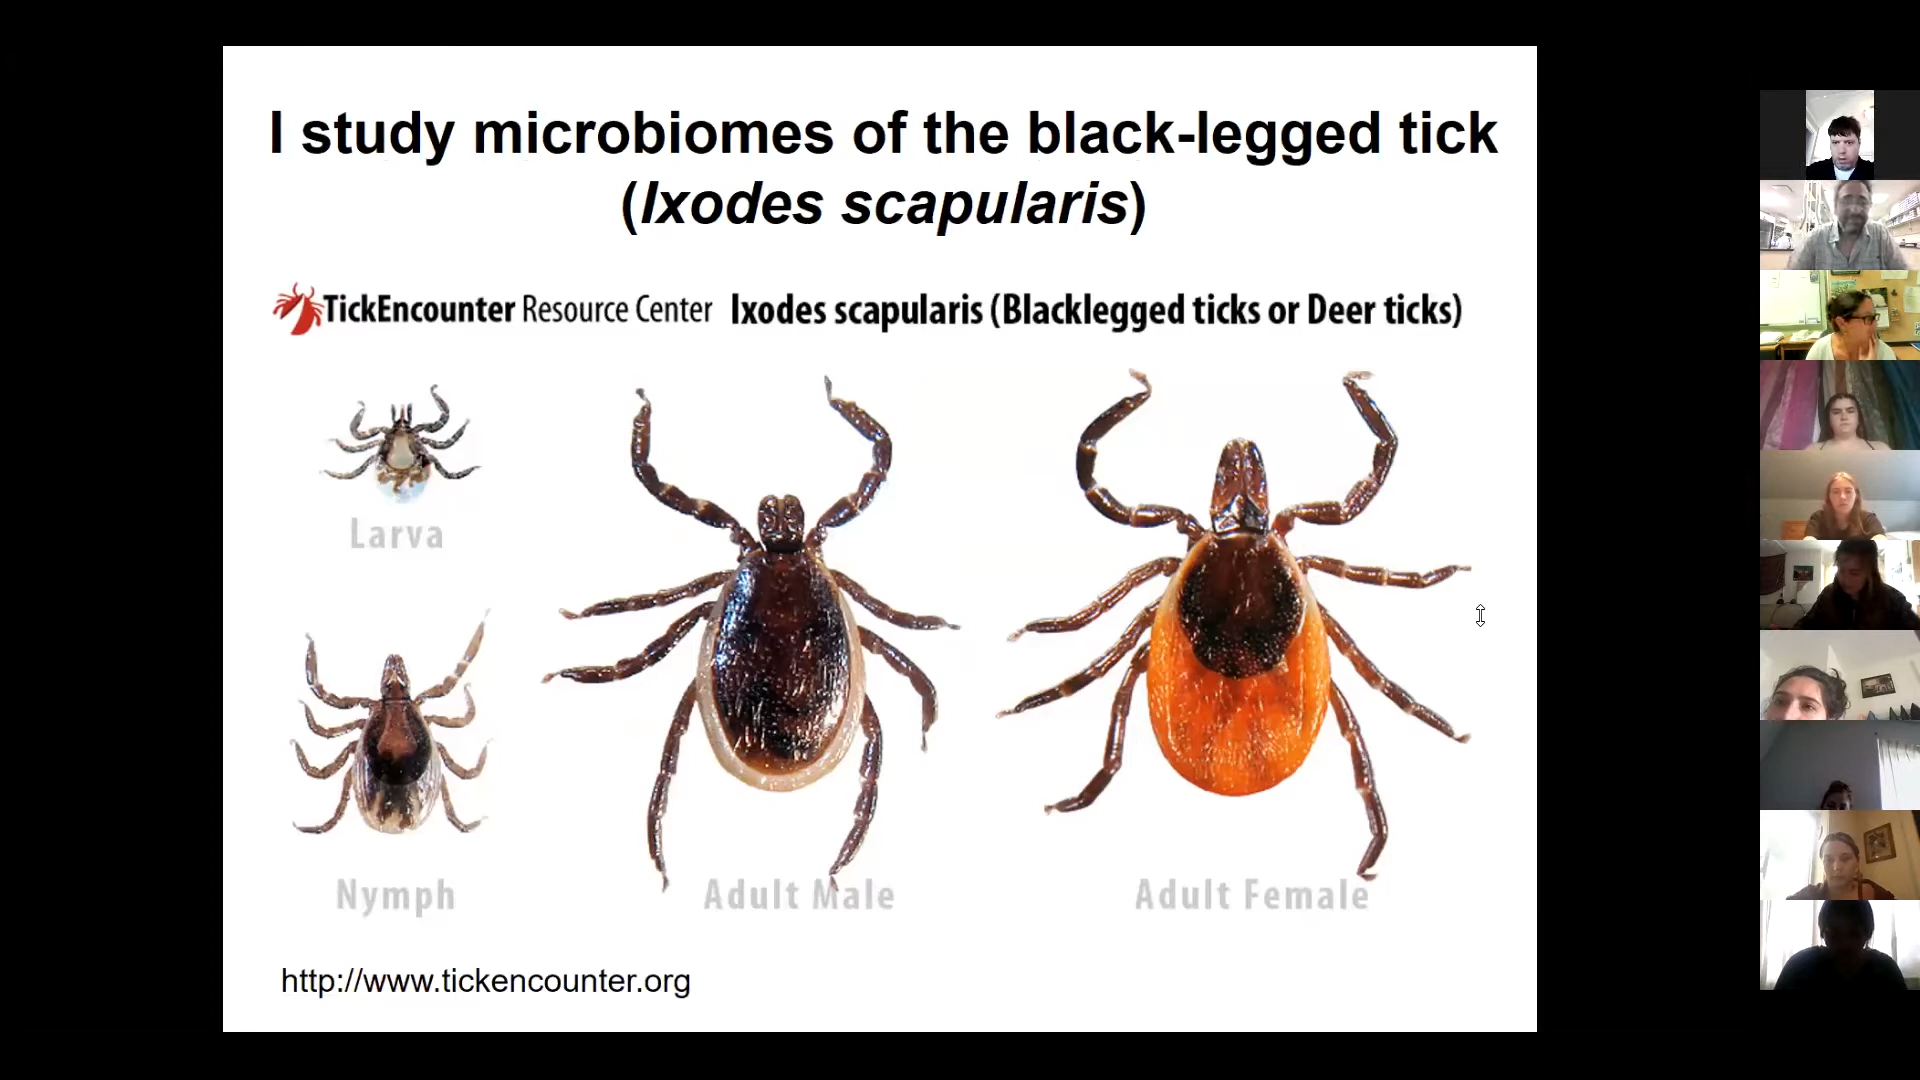 I study microbiomes of the black-legged tick
(Ixodes scapularis)
TickEncounter Resource Center Ixodes scapularis (Blacklegged ticks or Deer ticks)
Larva
Nymph
Adult Male
Adult Female
http://www.tickencounter.org